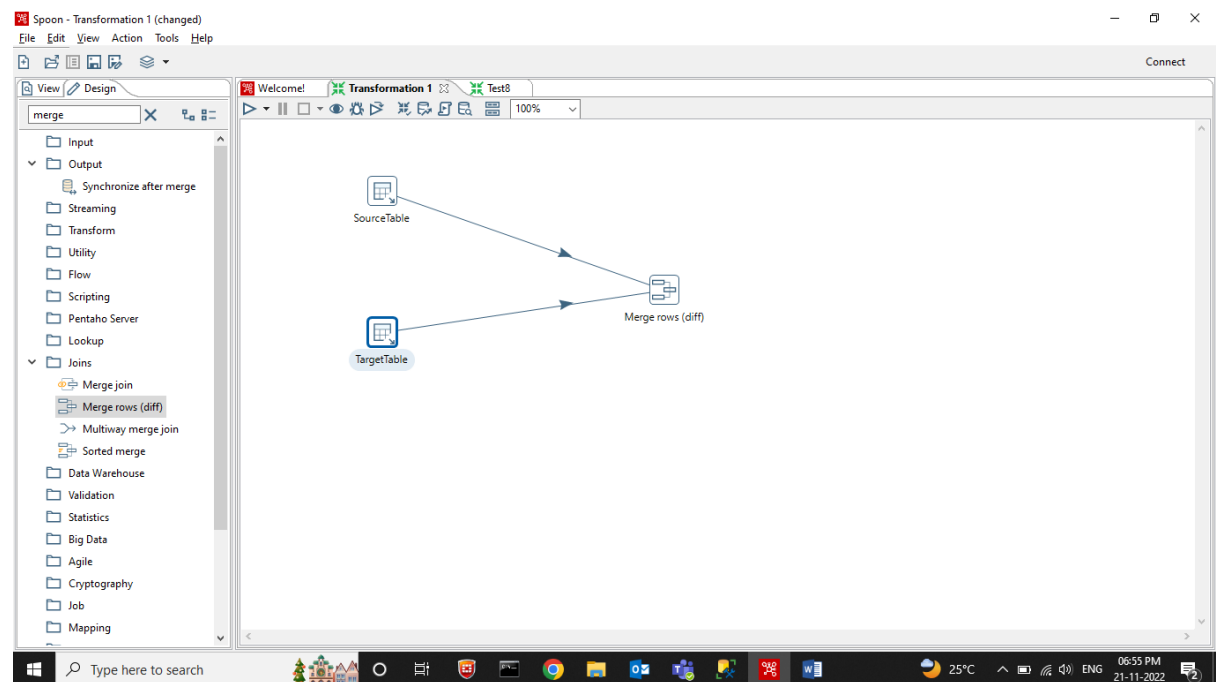 Spoon - Transformation 1 (changed)
File Edit View Action Tools Help
Connect
View Design
Welcome! Transformation 1 Test8
merge
100%
Input
Output
Synchronize after merge
Streaming
Transform
Utility
Flow
Scripting
Pentaho Server
Lookup
Joins
Merge join
Merge rows (diff)
Multiway merge join
Sorted merge
Data Warehouse
Validation
Statistics
Big Data
Agile
Cryptography
Job
Mapping
SourceTable
Merge rows (diff)
TargetTable
Type here to search
25°C
ENG
06:55 PM
21-11-2022
2